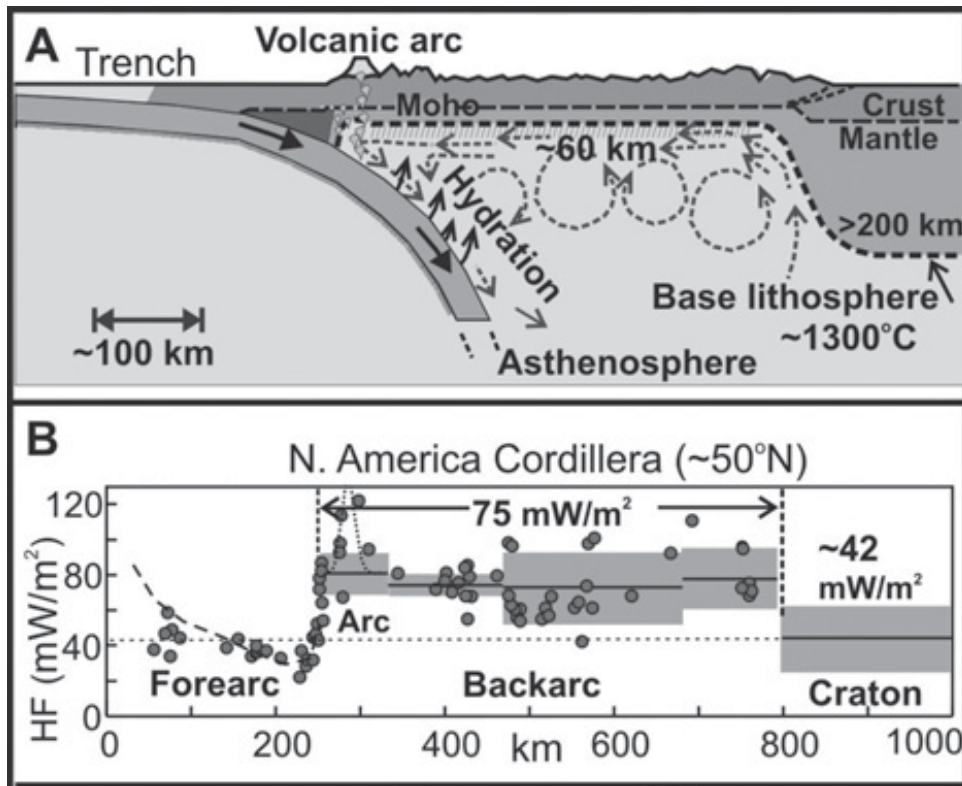 A
Volcanic arc
Trench
Moho
Crust
Mantle
~60 km
Hydration
>200 km
Base lithosphere
~1300°C
~100 km
Asthenosphere
B
N. America Cordillera (~50°N)
HF (mW/m²)
120
80
40
0
75 mW/m²
~42
mW/m²
Arc
Forearc
Backarc
Craton
0
200
400
km
600
800
1000